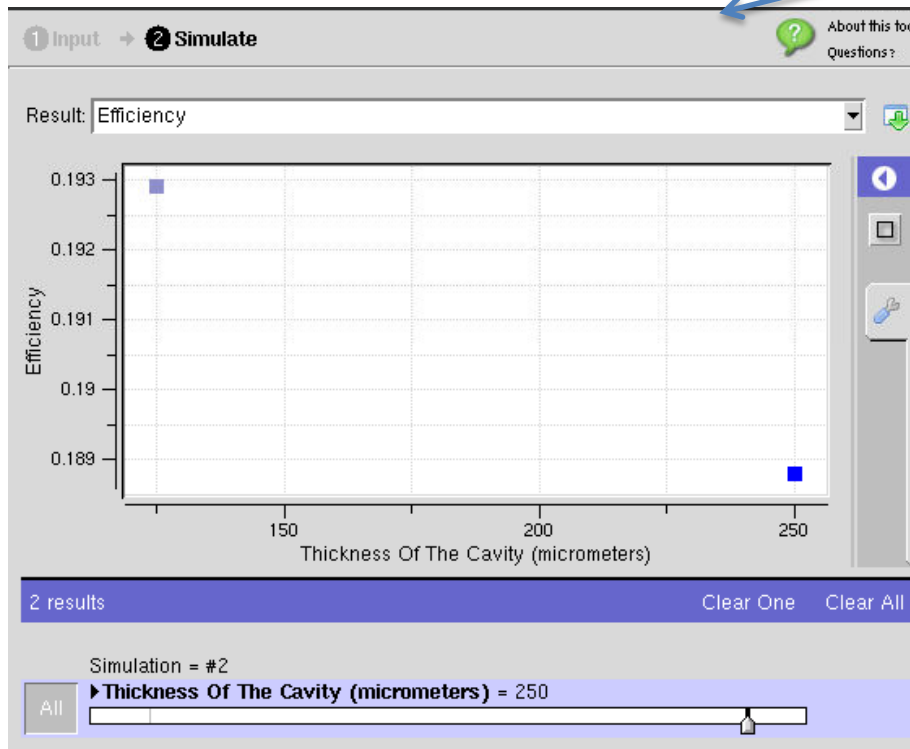 1 Input → 2 Simulate
About this too
Questions?
Result: Efficiency
0.193
0.192
0.191
0.19
0.189
Efficiency
150 200 250
Thickness Of The Cavity (micrometers)
2 results Clear One Clear All
Simulation = #2
All
Thickness Of The Cavity (micrometers) = 250